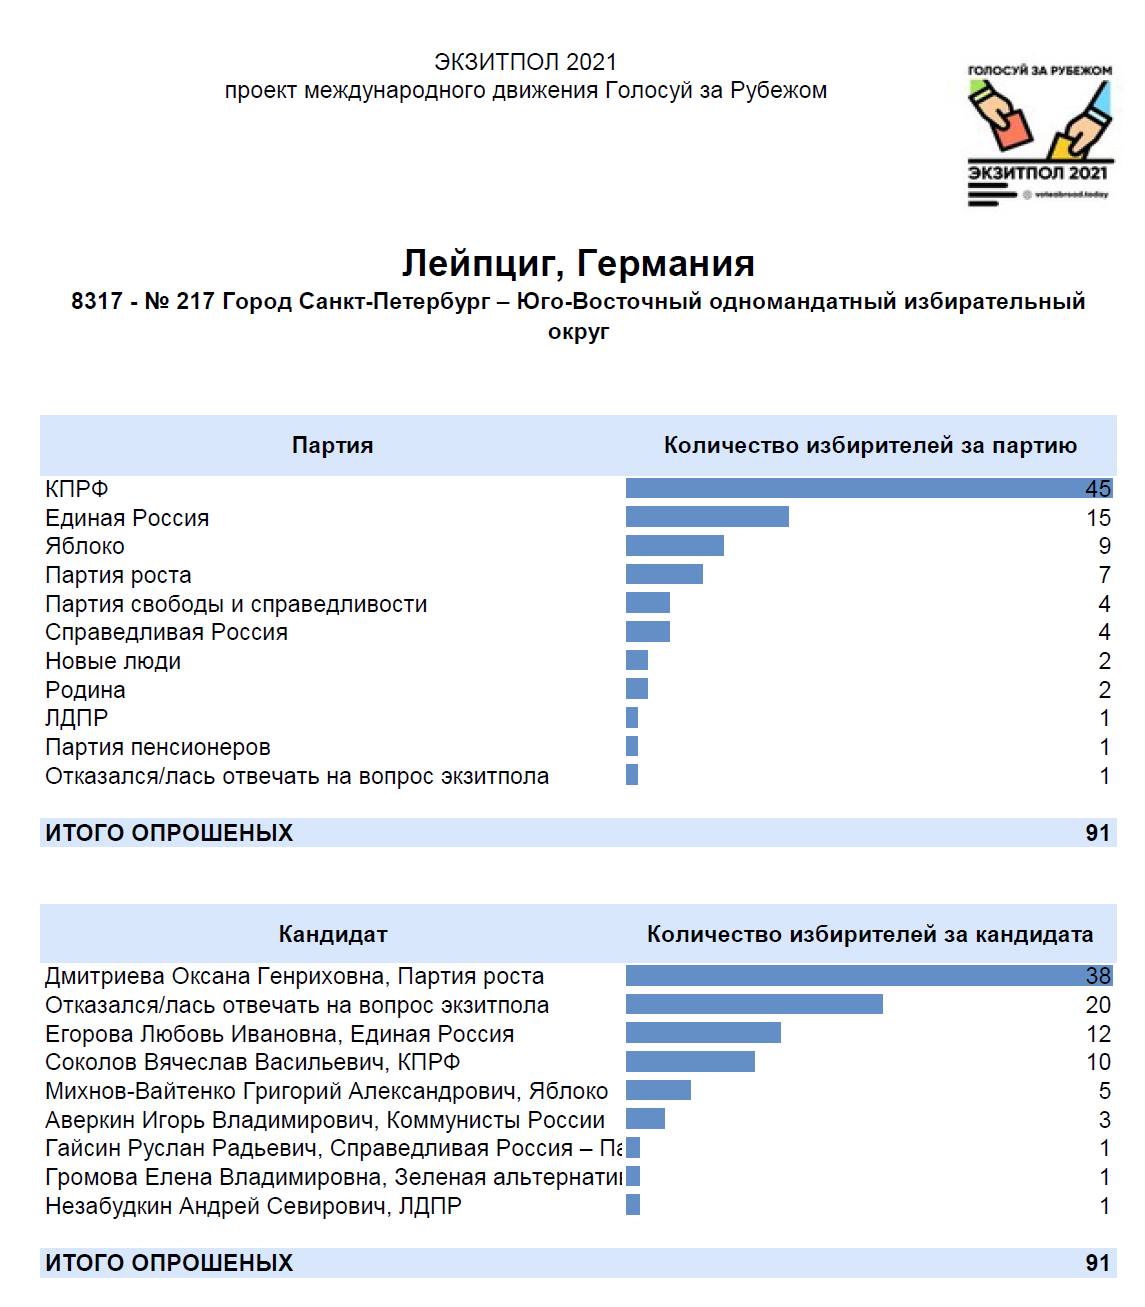 ЭКЗИТПОЛ 2021
проект международного движения Голосуй за Рубежом
ГОЛОСУЙ ЗА РУБЕЖОМ
ЭКЗИТПОЛ 2021
voteabroad.today
Лейпциг, Германия
8317 - № 217 Город Санкт-Петербург – Юго-Восточный одномандатный избирательный
округ
Партия Количество избирителей за партию
КПРФ 45
Единая Россия 15
Яблоко 9
Партия роста 7
Партия свободы и справедливости 4
Справедливая Россия 4
Новые люди 2
Родина 2
ЛДПР 1
Партия пенсионеров 1
Отказался/лась отвечать на вопрос экзитпола 1
ИТОГО ОПРОШЕНЫХ 91
Кандидат Количество избирителей за кандидата
Дмитриева Оксана Генриховна, Партия роста 38
Отказался/лась отвечать на вопрос экзитпола 20
Егорова Любовь Ивановна, Единая Россия 12
Соколов Вячеслав Васильевич, КПРФ 10
Михнов-Вайтенко Григорий Александрович, Яблоко 5
Аверкин Игорь Владимирович, Коммунисты России 3
Гайсин Руслан Радьевич, Справедливая Россия – Па 1
Громова Елена Владимировна, Зеленая альтернати 1
Незабудкин Андрей Севирович, ЛДПР 1
ИТОГО ОПРОШЕНЫХ 91